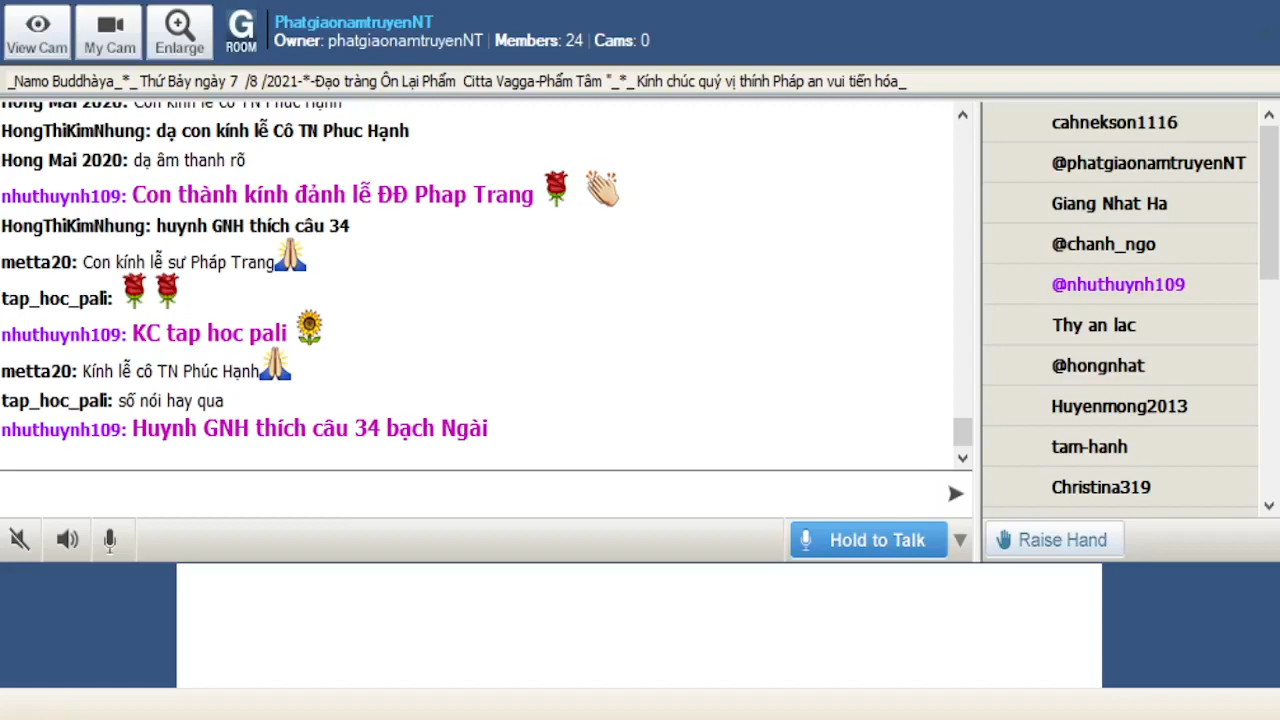 View Cam
My Cam
Enlarge
G
ROOM
PhatgiaonamtruyenNT
Owner: phatgiaonamtruyenNT | Members: 24 | Cams: 0
_Namo Buddhàya_*_ Thứ Bảy ngày 7 /8 /2021-*-Đạo tràng Ôn Lại Phẩm Citta Vagga-Phẩm Tâm "_*_ Kính chúc quý vị thính Pháp an vui tiến hóa_
Hong Mai 2020: Con kính lễ cô TN Phúc Hạnh
HongThiKimNhung: dạ con kính lễ Cô TN Phuc Hạnh
Hong Mai 2020: dạ âm thanh rõ
nhuthuynh109: Con thành kính đảnh lễ ĐĐ Phap Trang
HongThiKimNhung: huynh GNH thích câu 34
metta20: Con kính lễ sư Pháp Trang
tap_hoc_pali:
nhuthuynh109: KC tap hoc pali
metta20: Kính lễ cô TN Phúc Hạnh
tap_hoc_pali: số nói hay qua
nhuthuynh109: Huynh GNH thích câu 34 bạch Ngài
cahnekson1116
@phatgiaonamtruyenNT
Giang Nhat Ha
@chanh_ngo
@nhuthuynh109
Thy an lac
@hongnhat
Huyenmong2013
tam-hanh
Christina319
Hold to Talk
Raise Hand